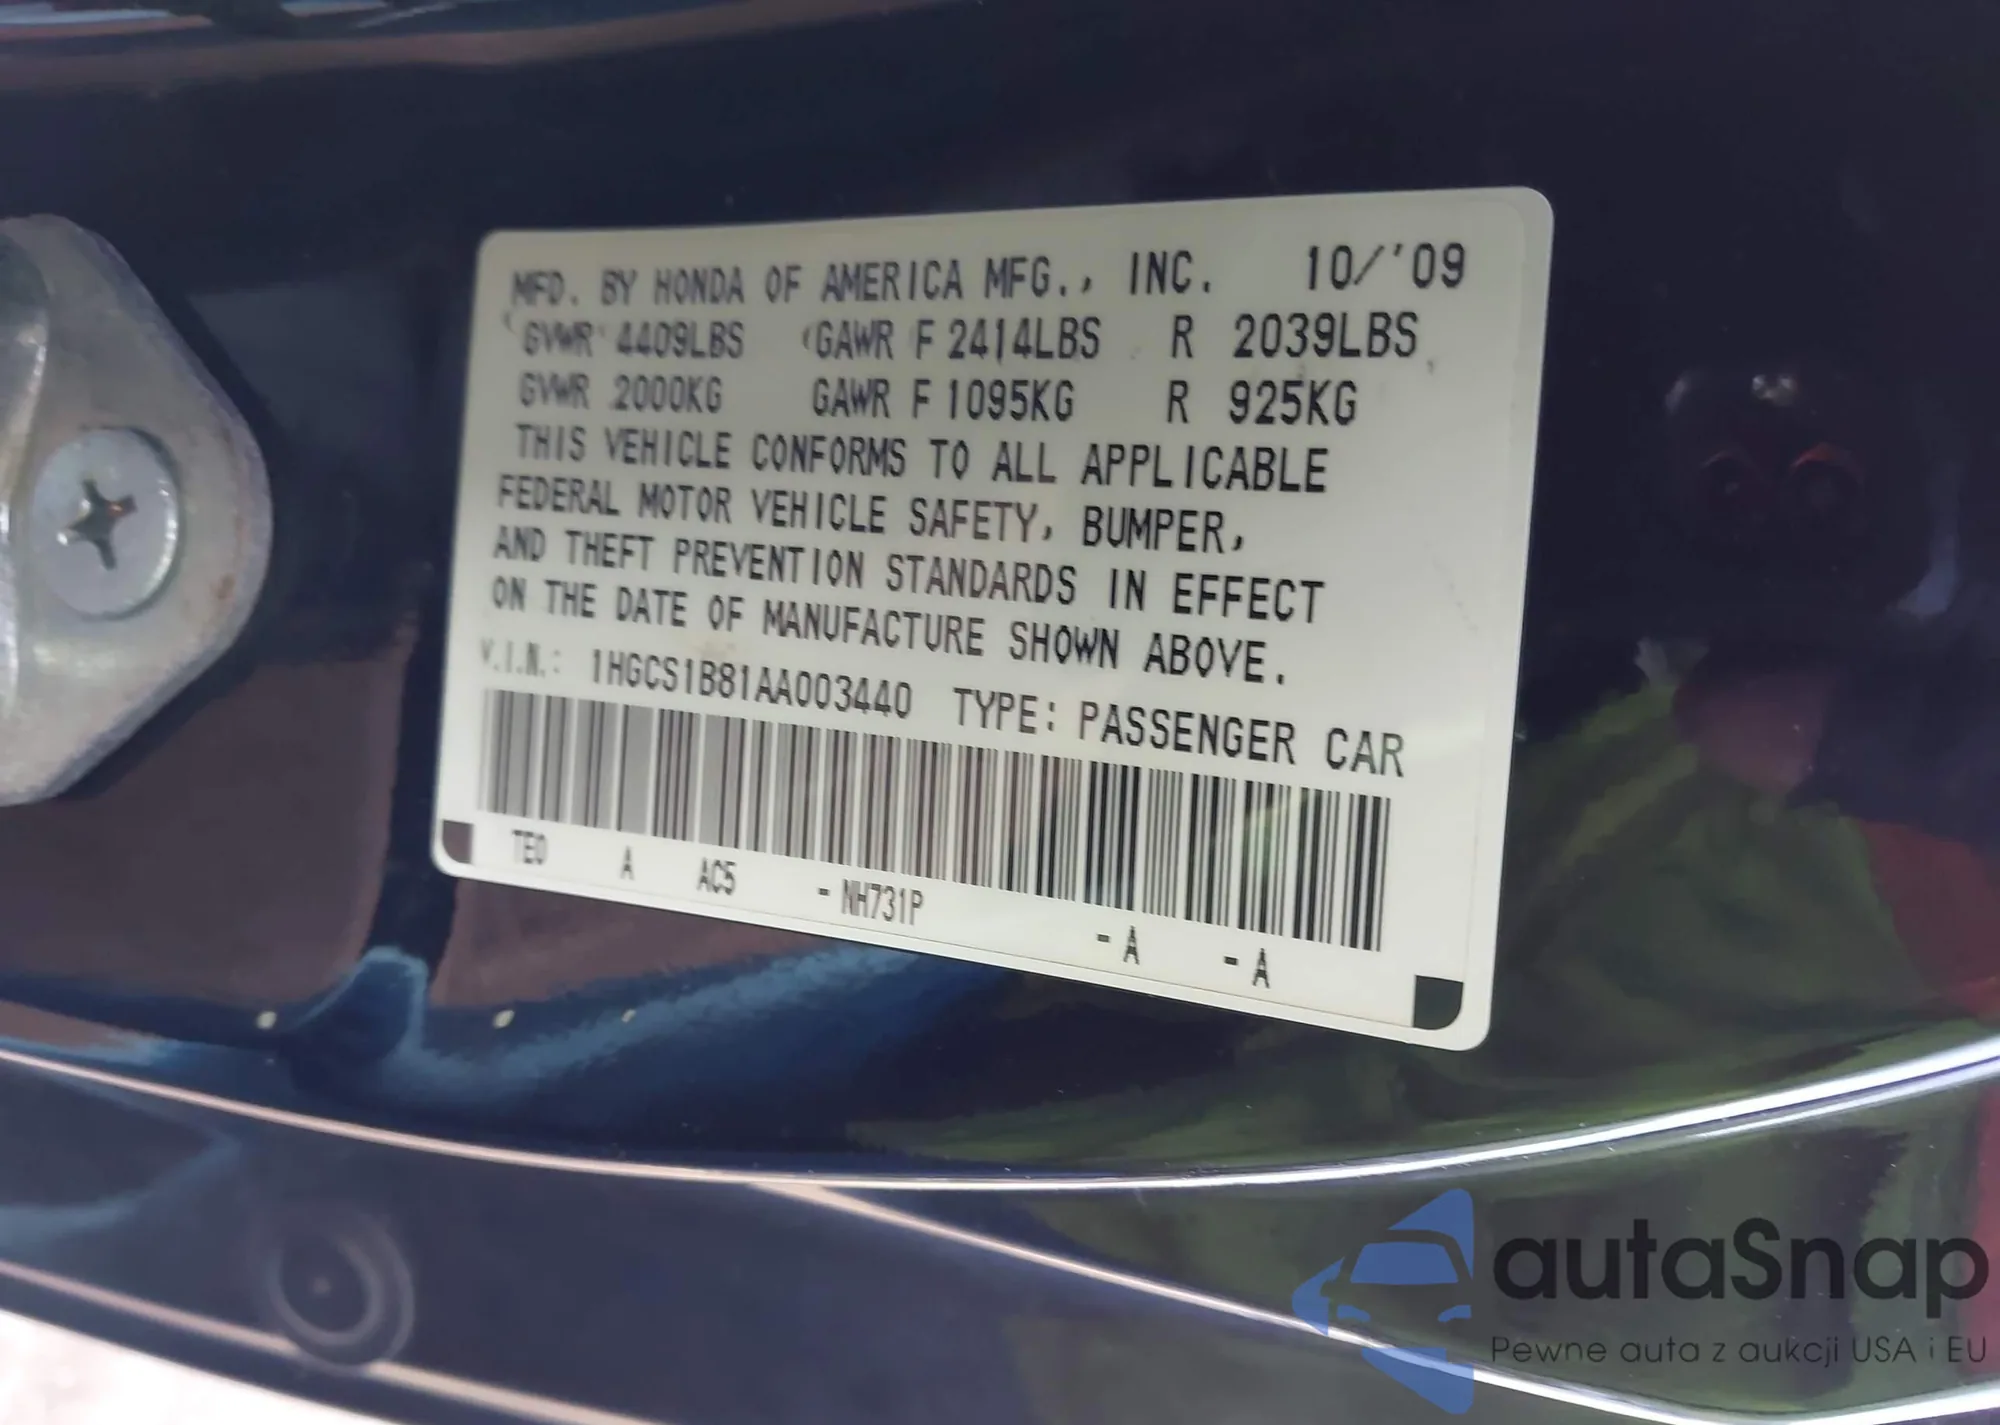 MFD. BY HONDA OF AMERICA MFG., INC. 10/'09
GVWR 4409LBS GAWR F 2414LBS R 2039LBS
GVWR 2000KG GAWR F 1095KG R 925KG
THIS VEHICLE CONFORMS TO ALL APPLICABLE
FEDERAL MOTOR VEHICLE SAFETY, BUMPER,
AND THEFT PREVENTION STANDARDS IN EFFECT
ON THE DATE OF MANUFACTURE SHOWN ABOVE.
V.I.N.: 1HGCS1B81AA003440 TYPE: PASSENGER CAR
TE0 A AC5 - NH731P - A - A
autaSnap
Pewne auta z aukcji USA i EU